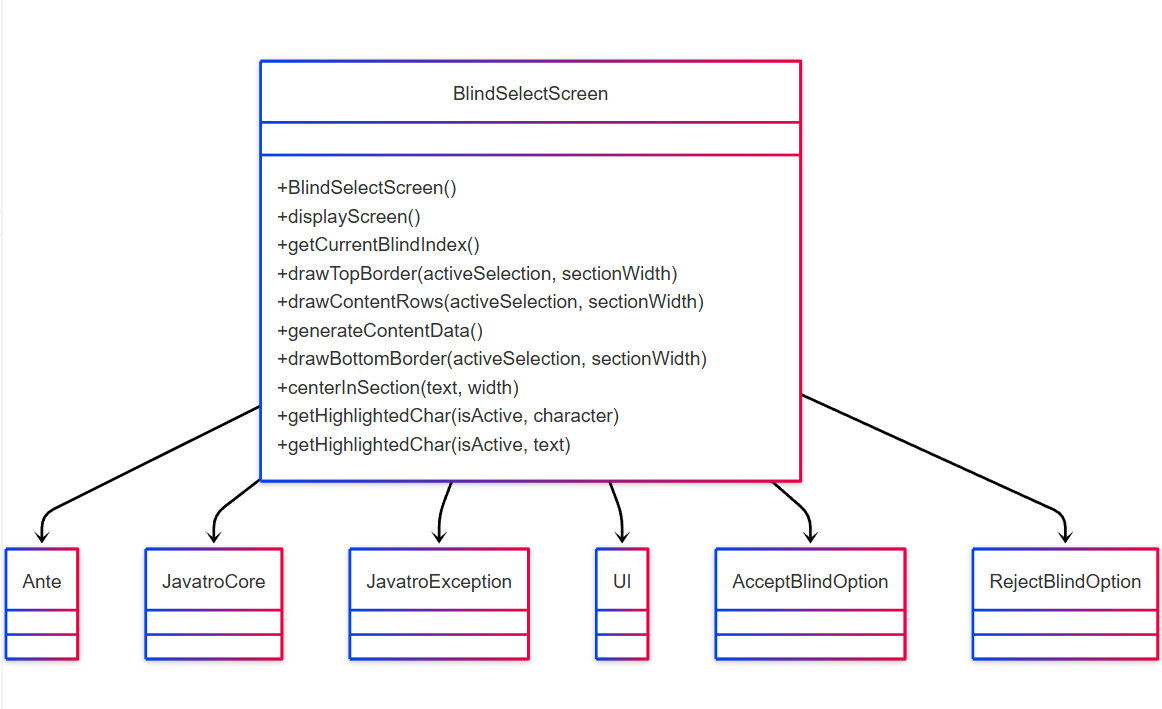 BlindSelectScreen
+BlindSelectScreen()
+displayScreen()
+getCurrentBlindIndex()
+drawTopBorder(activeSelection, sectionWidth)
+drawContentRows(activeSelection, sectionWidth)
+generateContentData()
+drawBottomBorder(activeSelection, sectionWidth)
+centerInSection(text, width)
+getHighlightedChar(isActive, character)
+getHighlightedChar(isActive, text)
Ante
JavatroCore
JavatroException
UI
AcceptBlindOption
RejectBlindOption